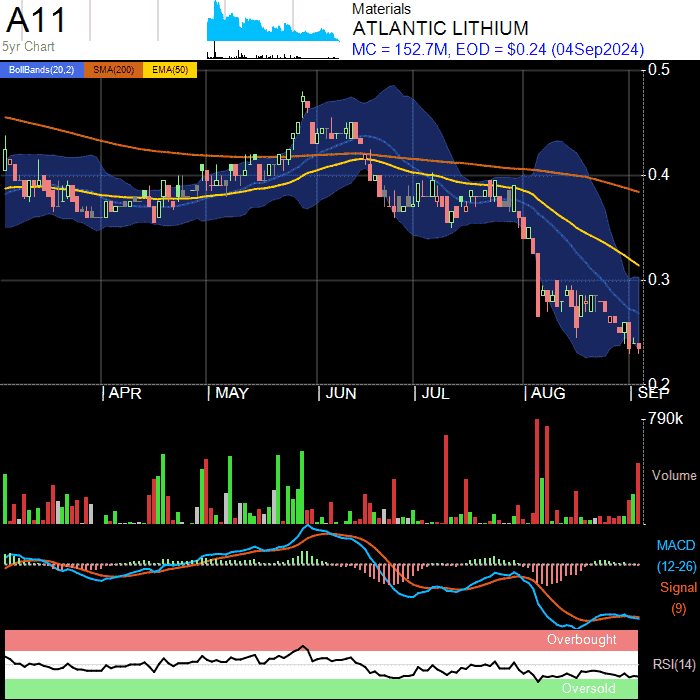 A11
5yr Chart
Materials
ATLANTIC LITHIUM
MC = 152.7M, EOD = $0.24 (04Sep2024)
BollBands(20,2) SMA(200) EMA(50)
0.5
0.4
0.3
0.2
APR MAY JUN JUL AUG SEP
790k
Volume
MACD
(12-26)
Signal
(9)
Overbought
RSI(14)
Oversold